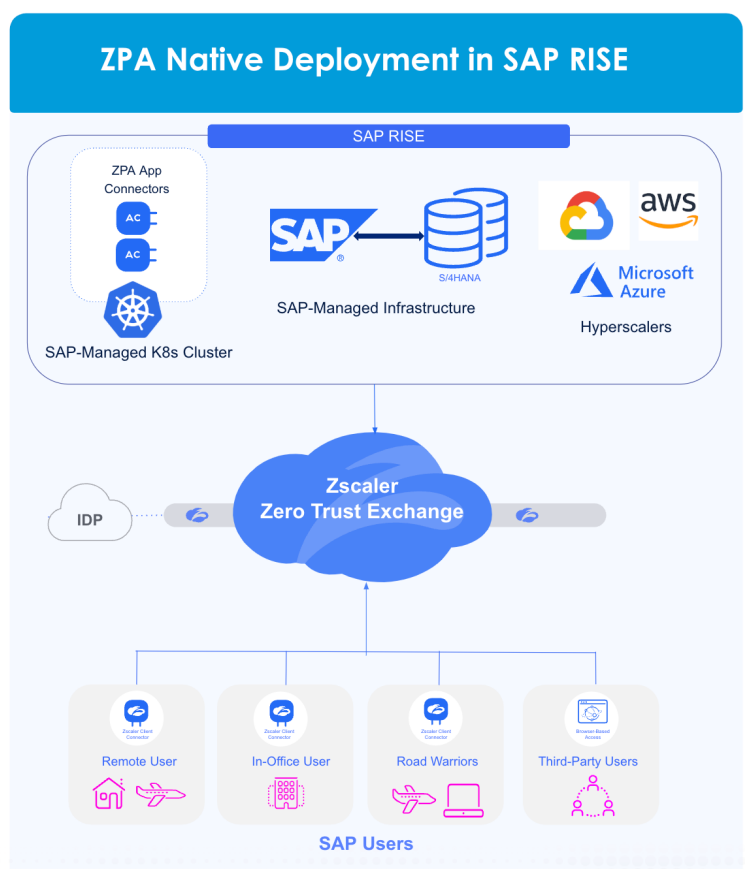 ZPA Native Deployment in SAP RISE
SAP RISE
ZPA App
Connectors
AC
AC
SAP-Managed K8s Cluster
SAP
®
S/4HANA
SAP-Managed Infrastructure
aws
Microsoft
Azure
Hyperscalers
Zscaler
Zero Trust Exchange
IDP
Zscaler Client
Connector
Remote User
Zscaler Client
Connector
In-Office User
Zscaler Client
Connector
Road Warriors
Browser-Based
Access
Third-Party Users
SAP Users